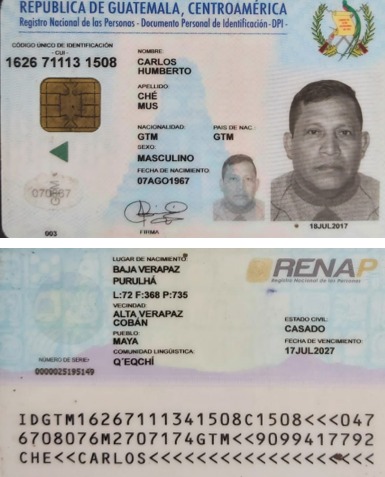 REPÚBLICA DE GUATEMALA, CENTROAMÉRICA
Registro Nacional de las Personas - Documento Personal de Identificación -DPI -
CÓDIGO ÚNICO DE IDENTIFICACIÓN
- CUI -
1626 71113 1508
NOMBRE:
CARLOS
HUMBERTO
APELLIDO:
CHÉ
MUS
NACIONALIDAD: PAIS DE NAC.:
GTM GTM
SEXO:
MASCULINO
FECHA DE NACIMIENTO:
07AGO1967
18JUL2017
003
FIRMA
LUGAR DE NACIMIENTO:
BAJA VERAPAZ
PURULHÁ
L:72 F:368 P:735
VECINDAD:
ALTA VERAPAZ
COBÁN
PUEBLO:
MAYA
COMUNIDAD LINGÜISTICA:
Q´EQCHÍ
RENAP
Registro Nacional de las Personas
ESTADO CIVIL:
CASADO
FECHA DE VENCIMIENTO:
17JUL2027
NÚMERO DE SERIE:
0000025195149
IDGTM16267111341508C1508<<<047
6708076M2707174GTM<<9099417792
CHE<<CARLOS<<<<<<<<<<<<<<<<<<<